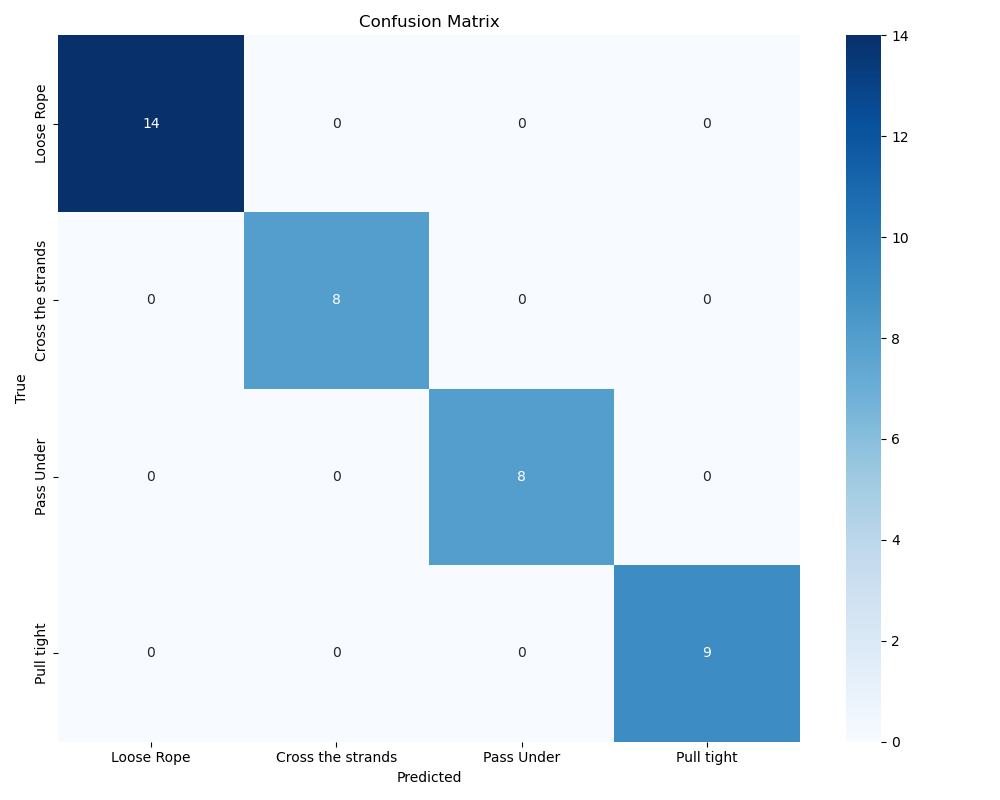 Confusion Matrix
True
Loose Rope
14 0 0 0
Cross the strands
0 8 0 0
Pass Under
0 0 8 0
Pull tight
0 0 0 9
Loose Rope Cross the strands Pass Under Pull tight
Predicted
14
12
10
8
6
4
2
0